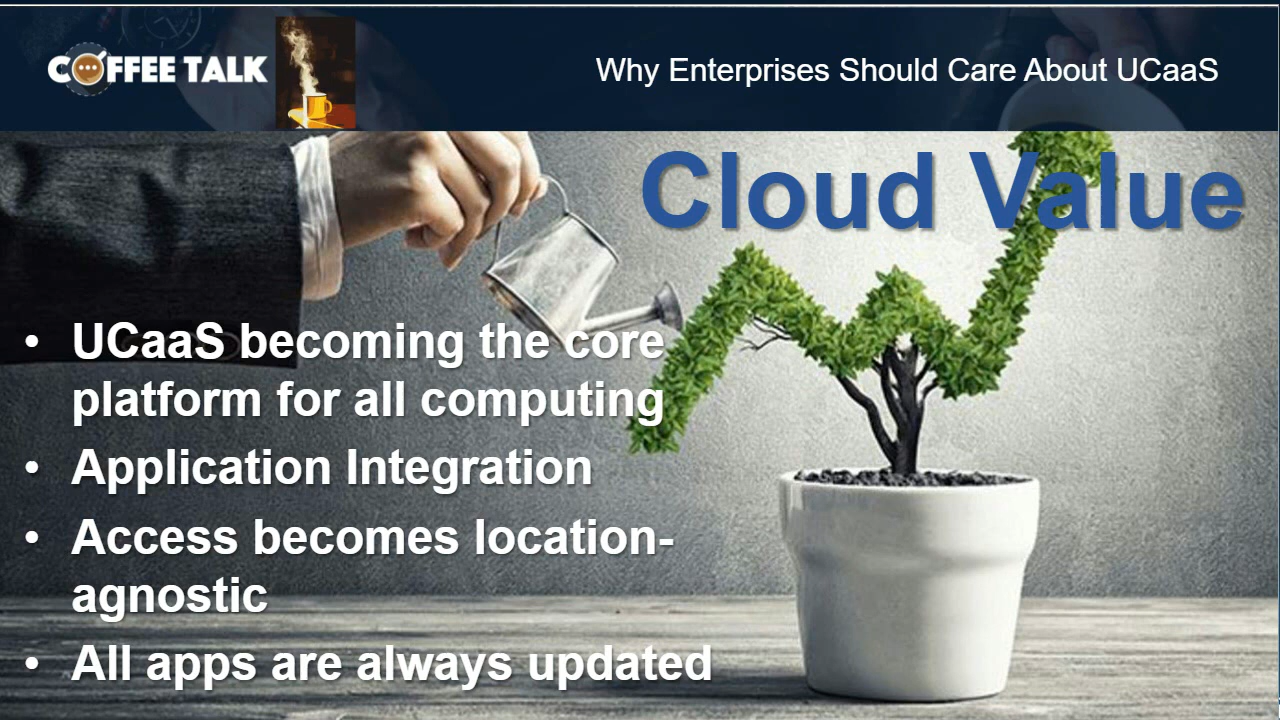 COFFEE TALK
Why Enterprises Should Care About UCaaS
Cloud Value
• UCaaS becoming the core
platform for all computing
• Application Integration
• Access becomes location-
agnostic
• All apps are always updated